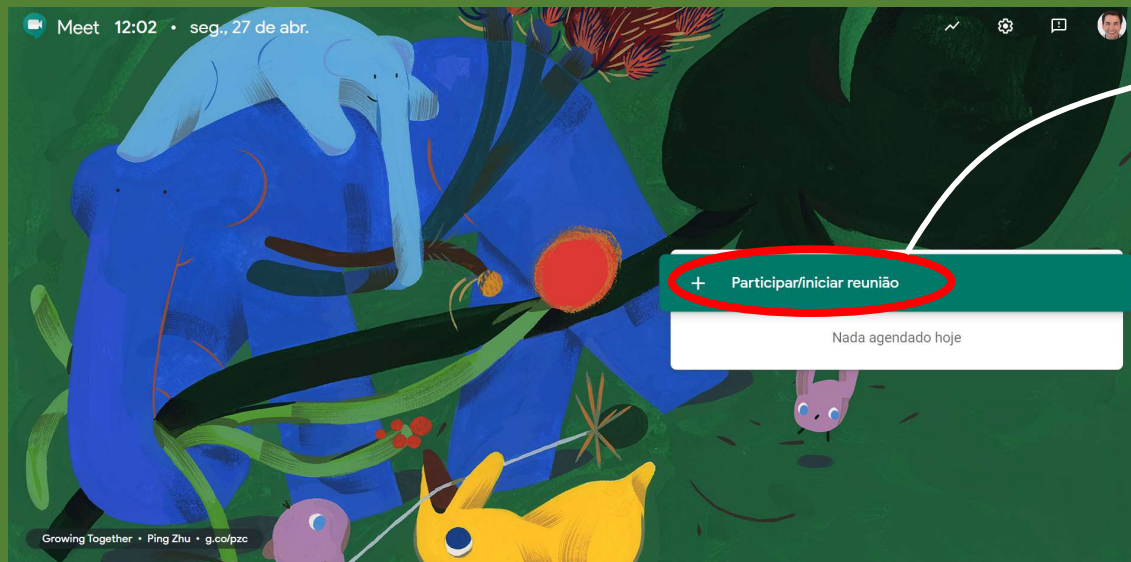 Meet 12:02 • seg., 27 de abr.
+ Participar/iniciar reunião
Nada agendado hoje
Growing Together • Ping Zhu • g.co/pzc